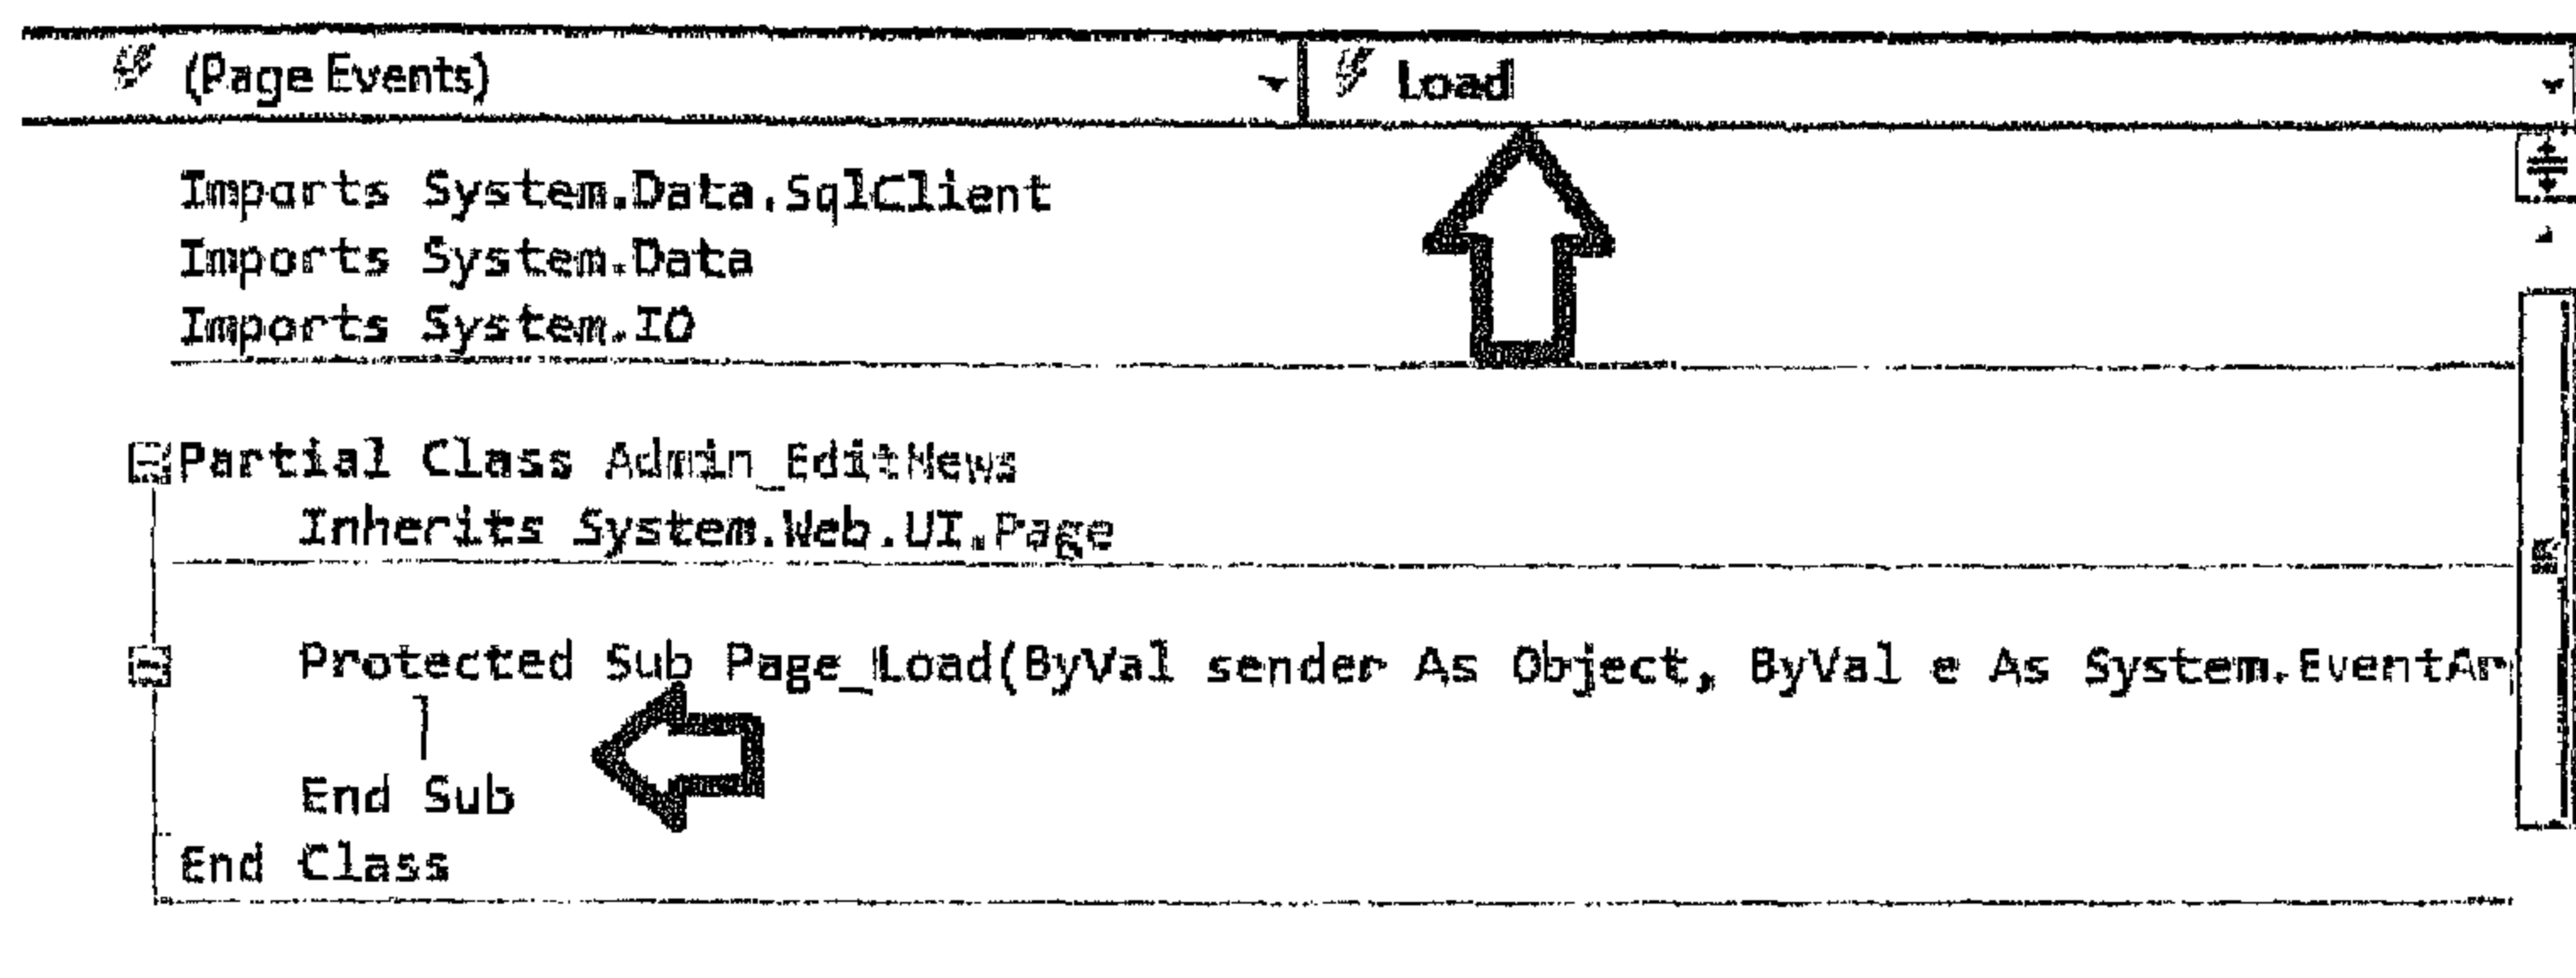 (Page Events) Load
Imports System.Data.SqlClient
Imports System.Data
Imports System.IO
Partial Class Admin_EditNews
Inherits System.Web.UI.Page
Protected Sub Page_Load(ByVal sender As Object, ByVal e As System.EventAr
End Sub
End Class